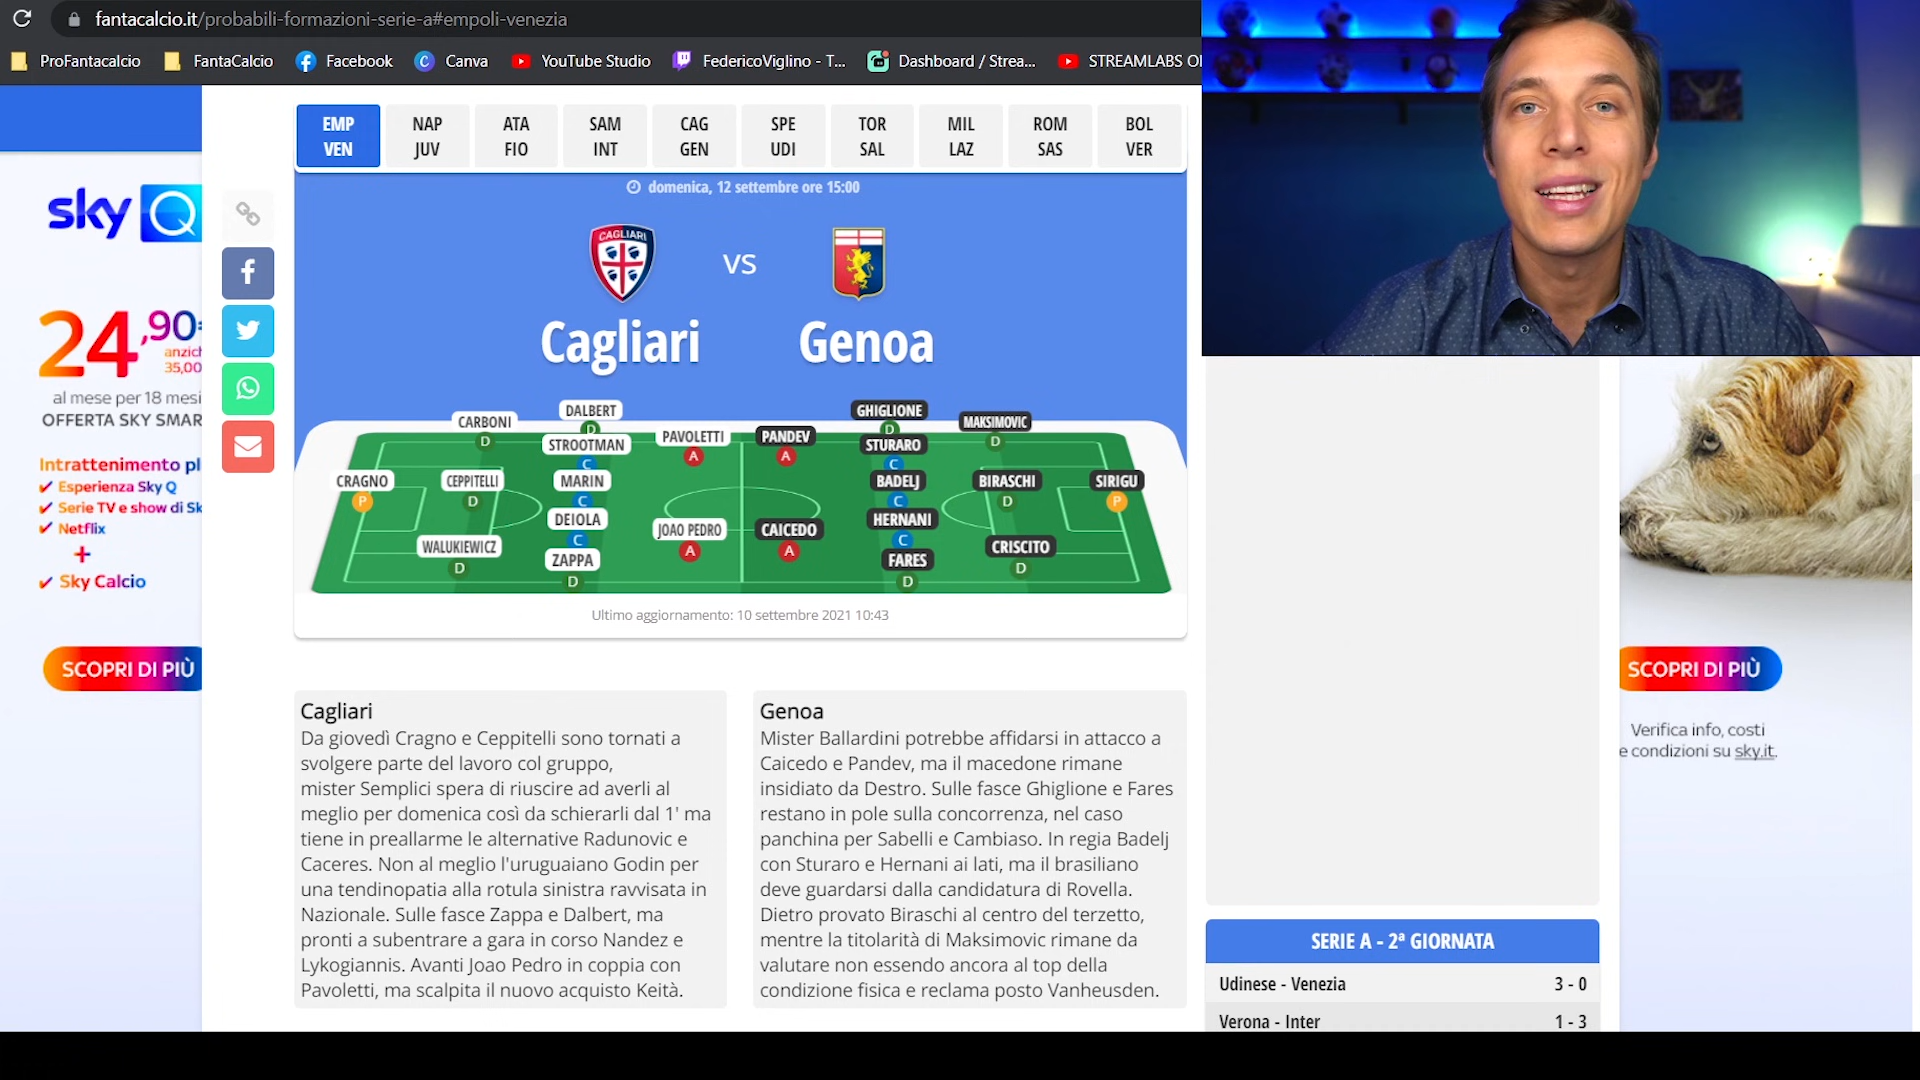 fantacalcio.it/probabili-formazioni-serie-a#empoli-venezia
ProFantacalcio
FantaCalcio
Facebook
Canva
YouTube Studio
FedericoViglino - T...
Dashboard / Strea...
STREAMLABS O
EMP
VEN
NAP
JUV
ATA
FIO
SAM
INT
CAG
GEN
SPE
UDI
TOR
SAL
MIL
LAZ
ROM
SAS
BOL
VER
domenica, 12 settembre ore 15:00
CAGLIARI
VS
Cagliari
Genoa
CARBONI
D
DALBERT
D
STROOTMAN
C
PAVOLETTI
A
PANDEV
A
GHIGLIONE
D
STURARO
C
MAKSIMOVIC
D
CRAGNO
P
CEPPITELLI
D
MARIN
C
BADELJ
C
BIRASCHI
D
SIRIGU
P
DEIOLA
C
JOAO PEDRO
A
CAICEDO
A
HERNANI
C
WALUKIEWICZ
D
ZAPPA
D
FARES
D
CRISCITO
D
Ultimo aggiornamento: 10 settembre 2021 10:43
Cagliari
Da giovedì Cragno e Ceppitelli sono tornati a
svolgere parte del lavoro col gruppo,
mister Semplici spera di riuscire ad averli al
meglio per domenica così da schierarli dal 1' ma
tiene in preallarme le alternative Radunovic e
Caceres. Non al meglio l'uruguaiano Godin per
una tendinopatia alla rotula sinistra ravvisata in
Nazionale. Sulle fasce Zappa e Dalbert, ma
pronti a subentrare a gara in corso Nandez e
Lykogiannis. Avanti Joao Pedro in coppia con
Pavoletti, ma scalpita il nuovo acquisto Keità.
Genoa
Mister Ballardini potrebbe affidarsi in attacco a
Caicedo e Pandev, ma il macedone rimane
insidiato da Destro. Sulle fasce Ghiglione e Fares
restano in pole sulla concorrenza, nel caso
panchina per Sabelli e Cambiaso. In regia Badelj
con Sturaro e Hernani ai lati, ma il brasiliano
deve guardarsi dalla candidatura di Rovella.
Dietro provato Biraschi al centro del terzetto,
mentre la titolarità di Maksimovic rimane da
valutare non essendo ancora al top della
condizione fisica e reclama posto Vanheusden.
sky Q
24,90€
anzich
35,00
al mese per 18 mesi
OFFERTA SKY SMAR
Intrattenimento pl
Esperienza Sky Q
Serie TV e show di Sk
Netflix
+
Sky Calcio
SCOPRI DI PIÙ
SERIE A - 2ª GIORNATA
Udinese - Venezia 3 - 0
Verona - Inter 1 - 3
SCOPRI DI PIÙ
Verifica info, costi
e condizioni su sky.it.